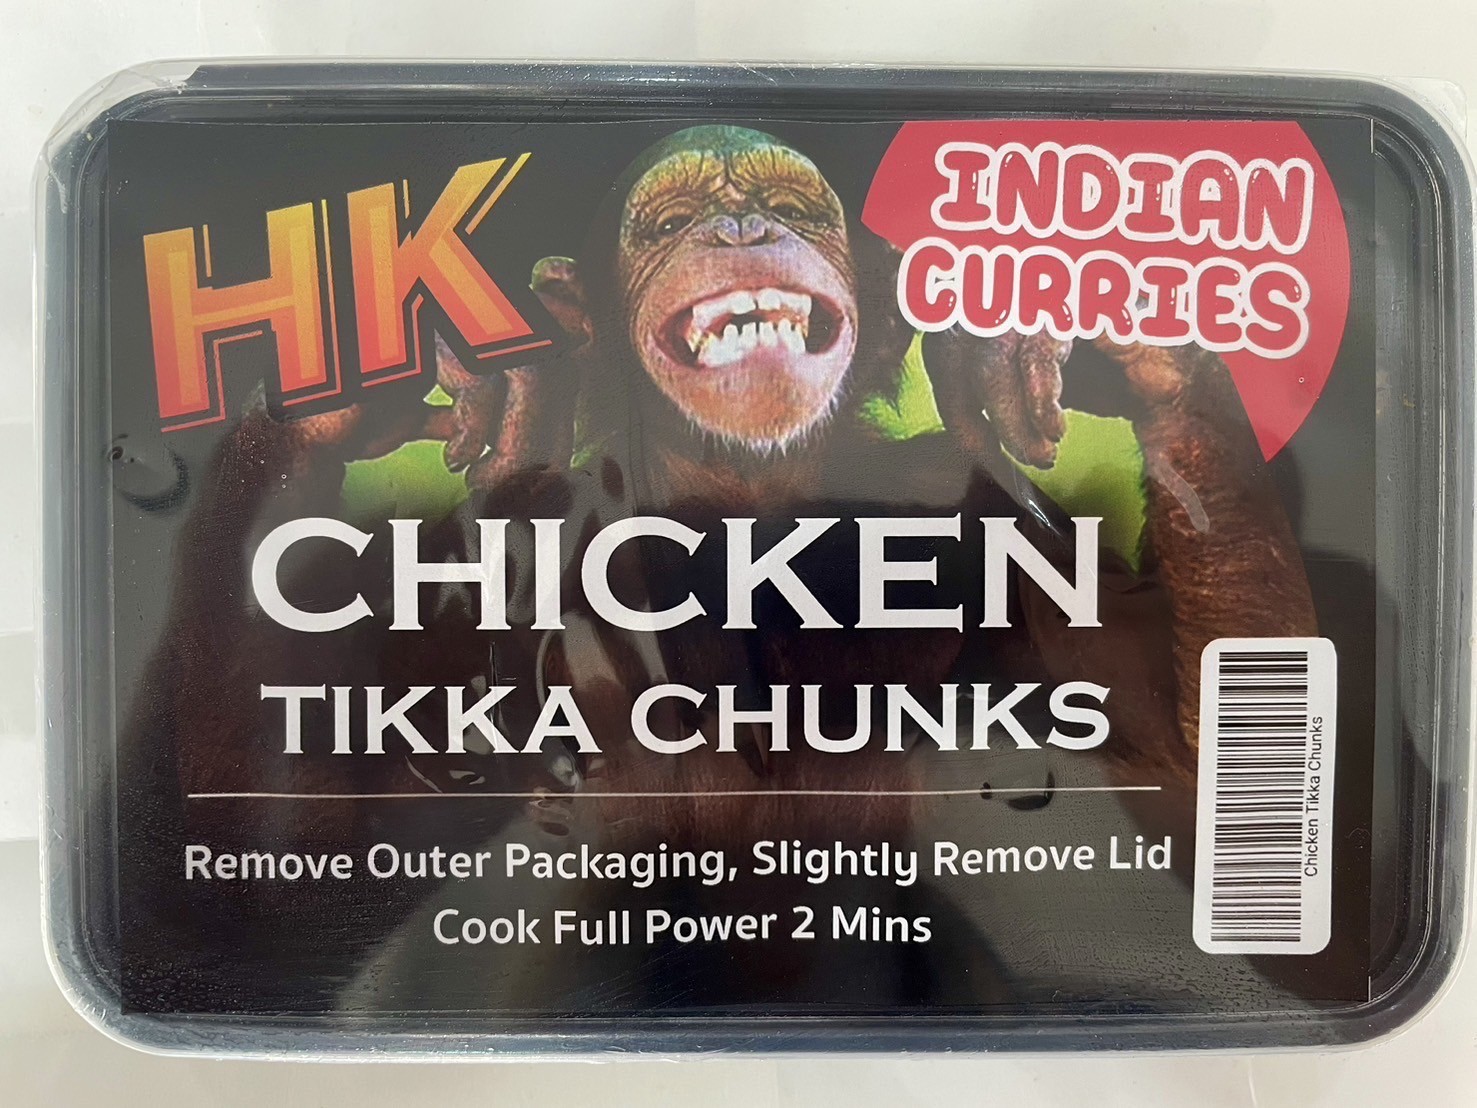 HK
INDIAN
CURRIES
CHICKEN
TIKKA CHUNKS
Remove Outer Packaging, Slightly Remove Lid
Cook Full Power 2 Mins
Chicken Tikka Chunks